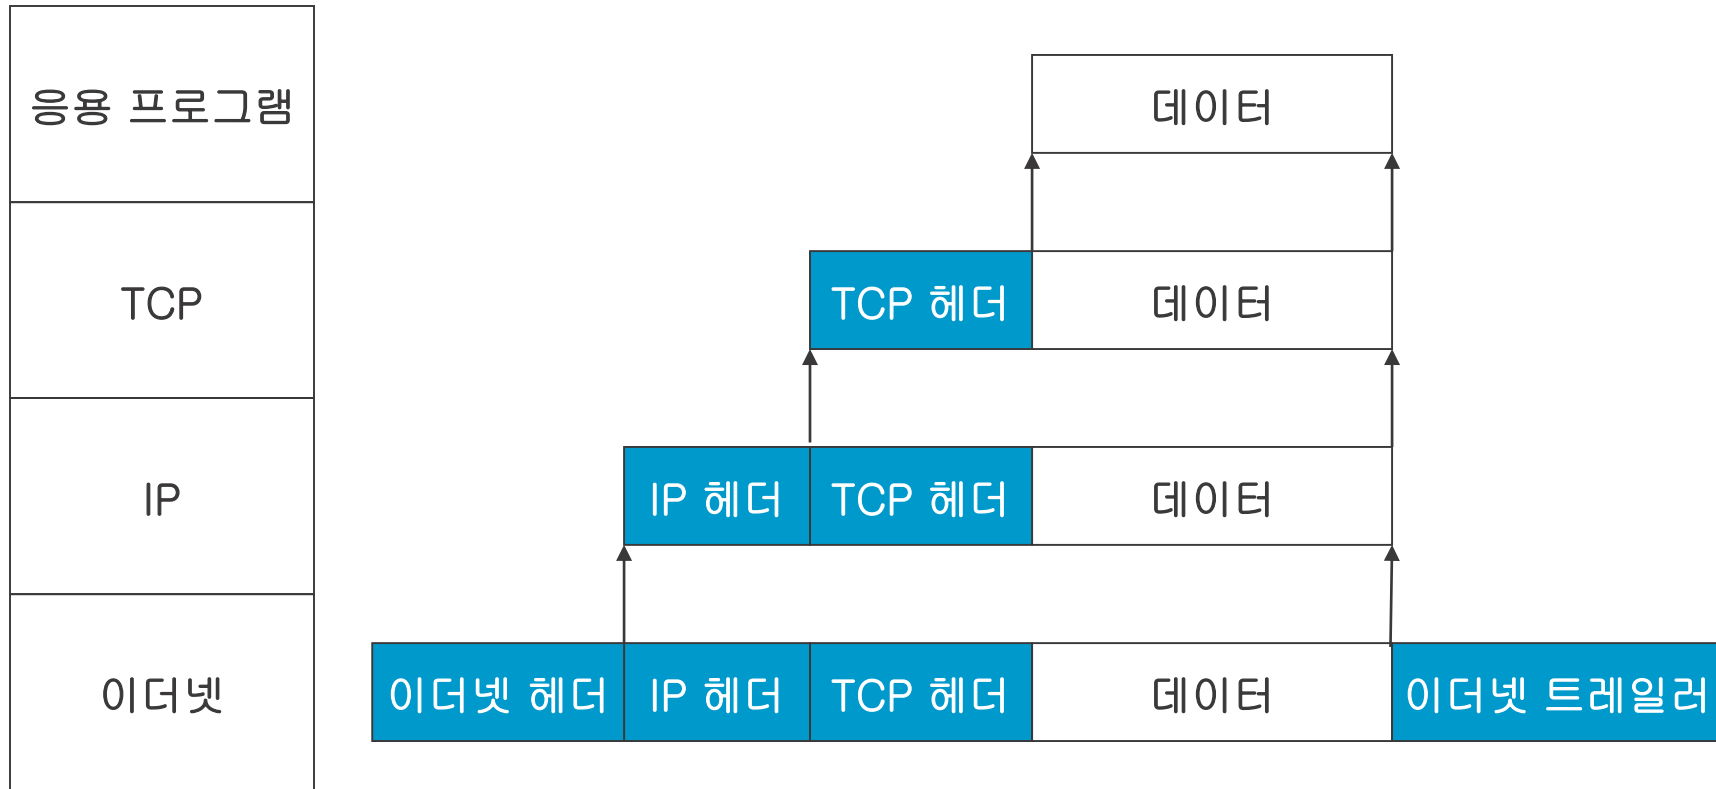 응용 프로그램
데이터
TCP
TCP 헤더
데이터
IP
IP 헤더
TCP 헤더
데이터
이더넷
이더넷 헤더
IP 헤더
TCP 헤더
데이터
이더넷 트레일러